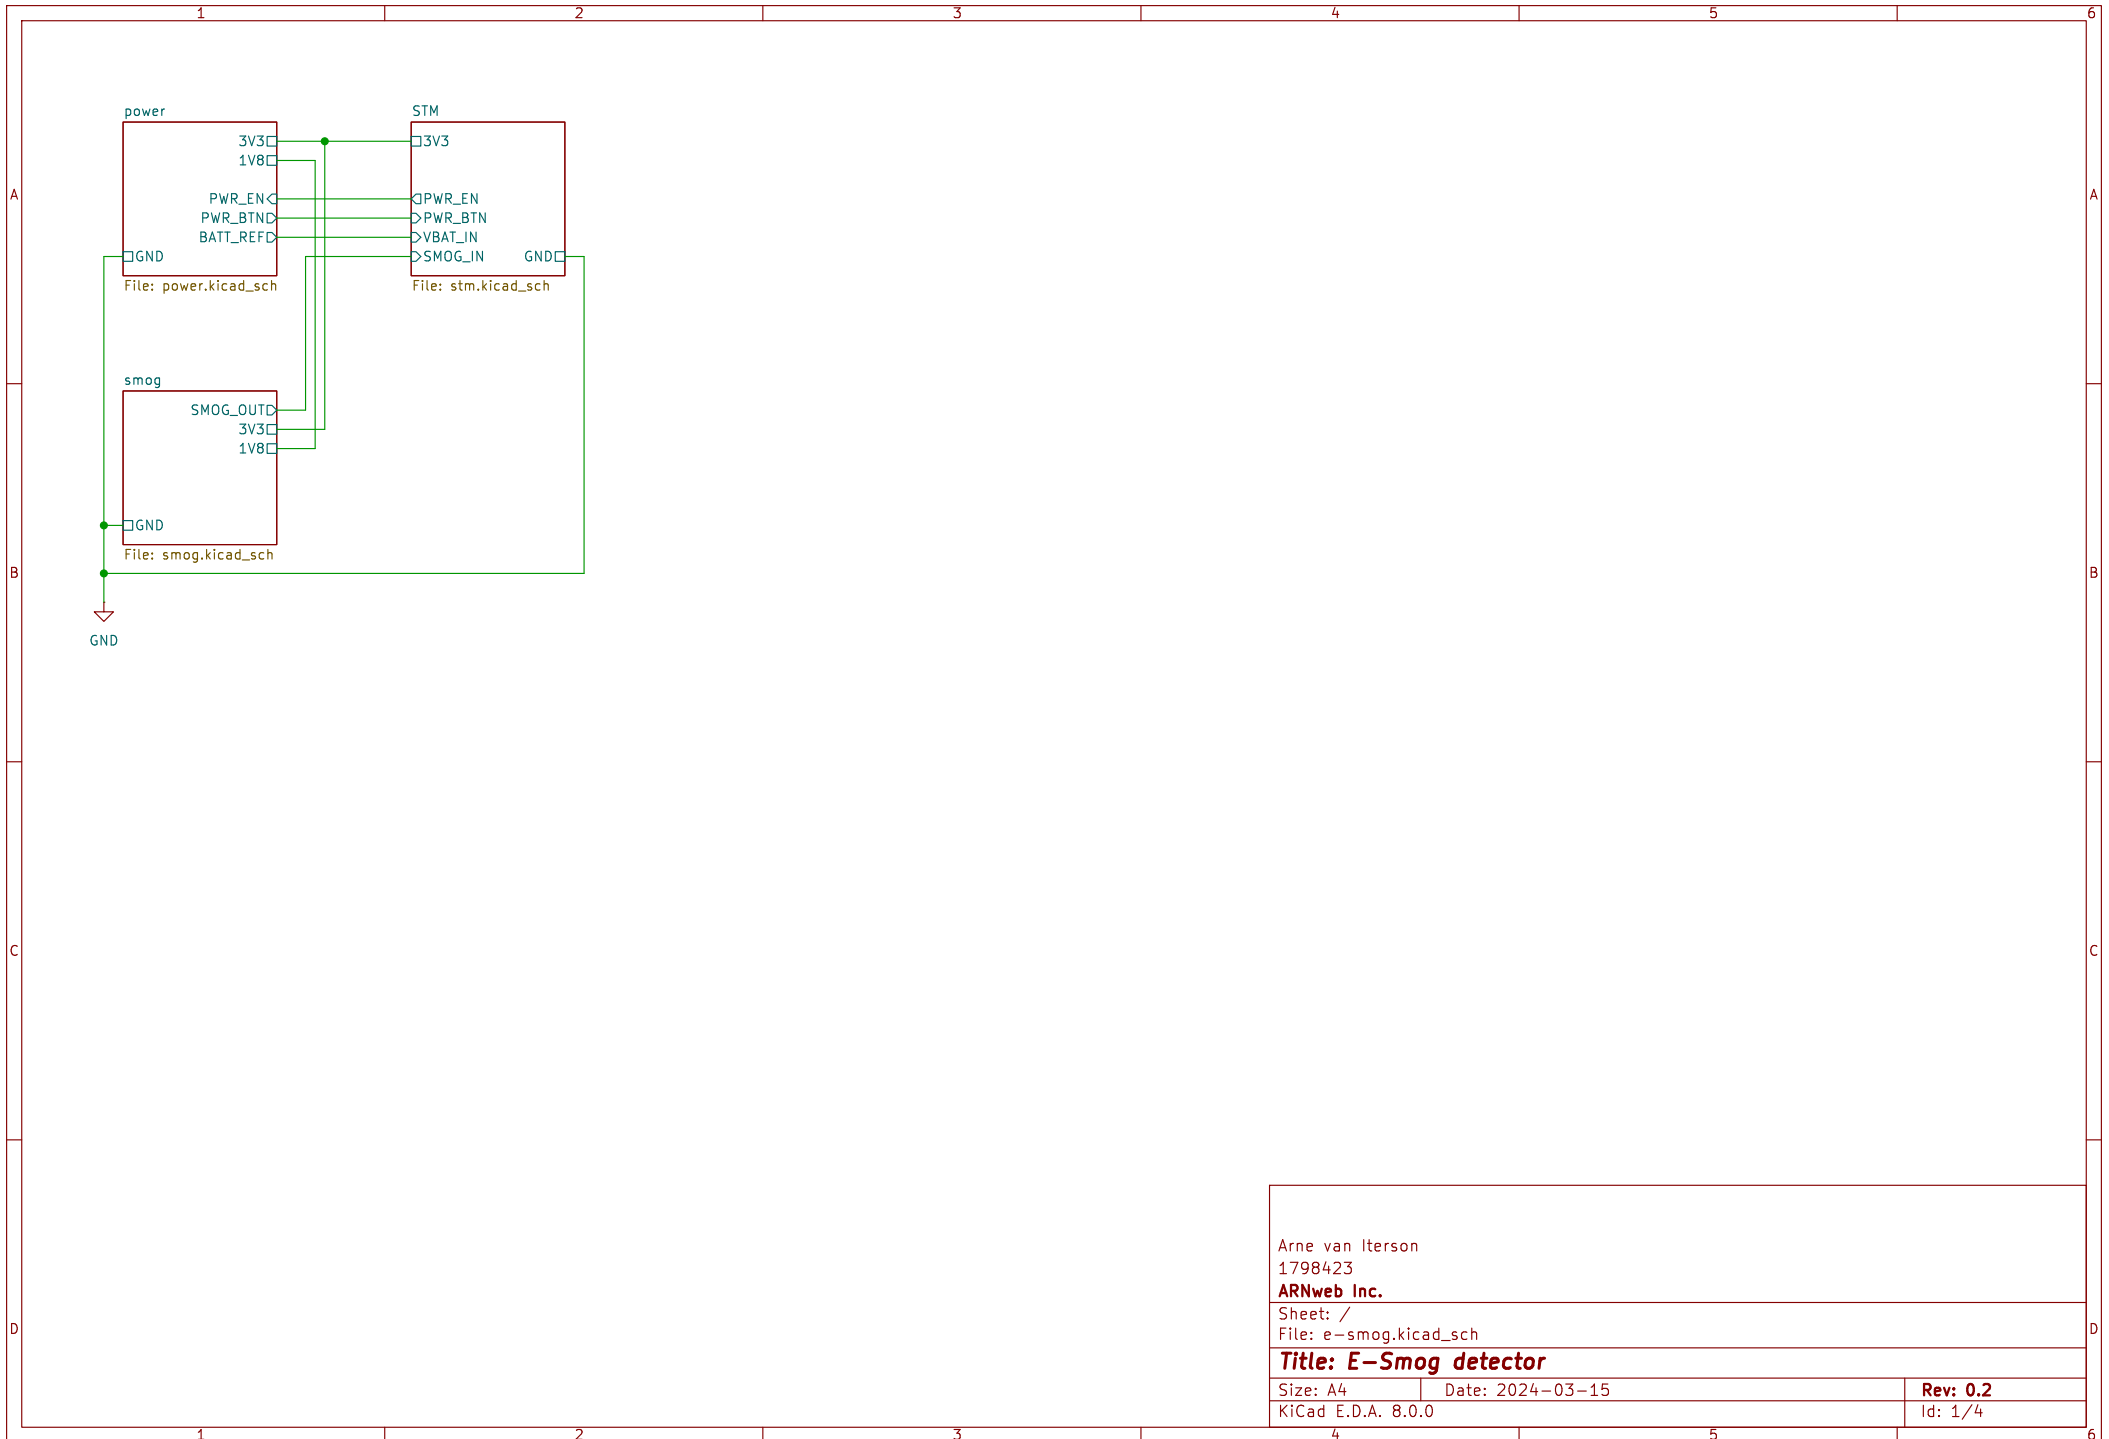 1 2 3 4 5 6
power
3V3
1V8
PWR_EN
PWR_BTN
BATT_REF
GND
File: power.kicad_sch
STM
3V3
PWR_EN
PWR_BTN
VBAT_IN
SMOG_IN
GND
File: stm.kicad_sch
A A
smog
SMOG_OUT
3V3
1V8
GND
File: smog.kicad_sch
B B
GND
C C
D D
Arne van Iterson
1798423
ARNweb Inc.
Sheet: /
File: e-smog.kicad_sch
Title: E-Smog detector
Size: A4 Date: 2024-03-15 Rev: 0.2
KiCad E.D.A. 8.0.0 Id: 1/4
1 2 3 4 5 6